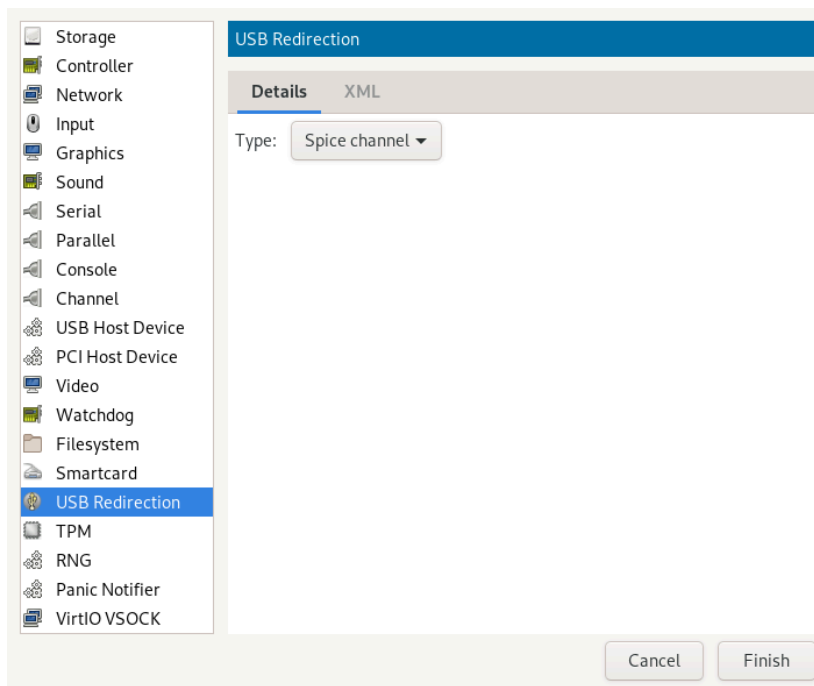 Storage
Controller
Network
Input
Graphics
Sound
Serial
Parallel
Console
Channel
USB Host Device
PCI Host Device
Video
Watchdog
Filesystem
Smartcard
USB Redirection
TPM
RNG
Panic Notifier
VirtIO VSOCK
USB Redirection
Details XML
Type: Spice channel
Cancel Finish